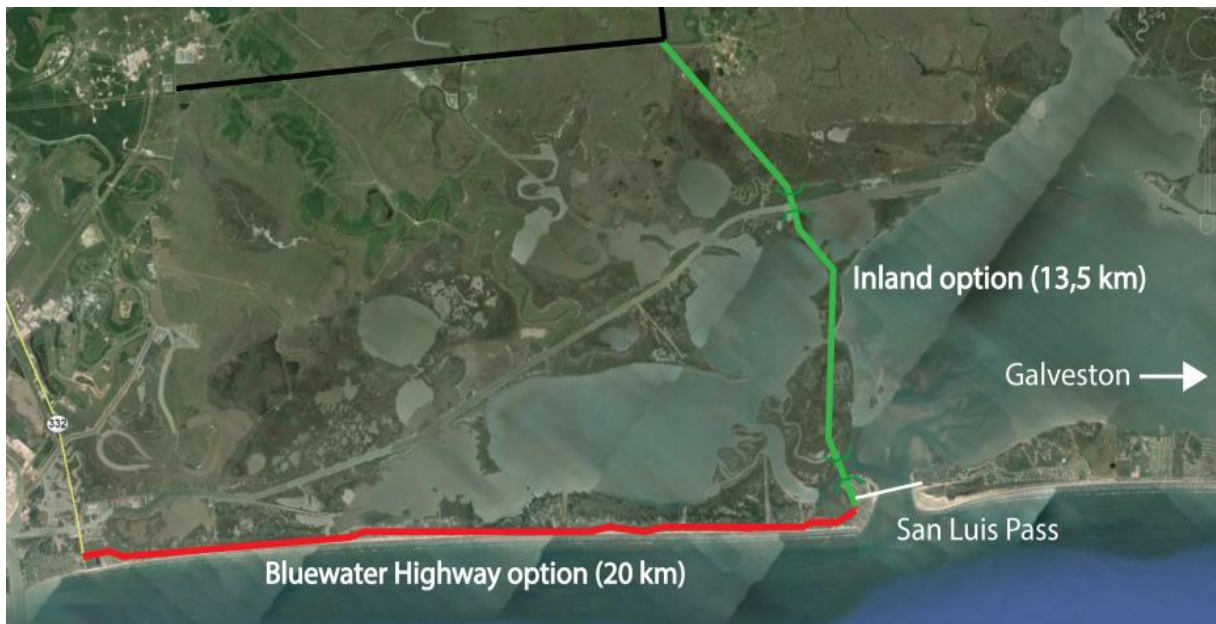 Inland option (13,5 km)
Galveston
332
San Luis Pass
Bluewater Highway option (20 km)